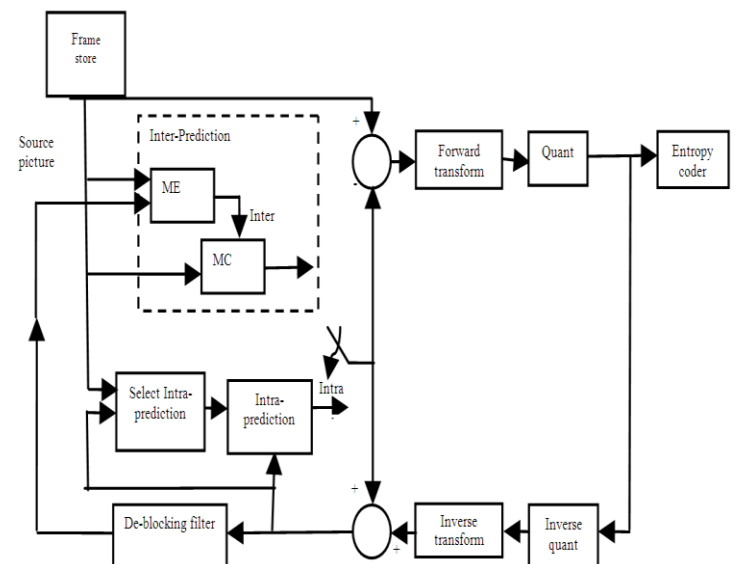 Frame
store
Source
picture
Inter-Prediction
ME
Inter
MC
+
-
Forward
transform
Quant
Entropy
coder
Select Intra-
prediction
Intra-
prediction
Intra
-
De-blocking filter
+
+
Inverse
transform
Inverse
quant